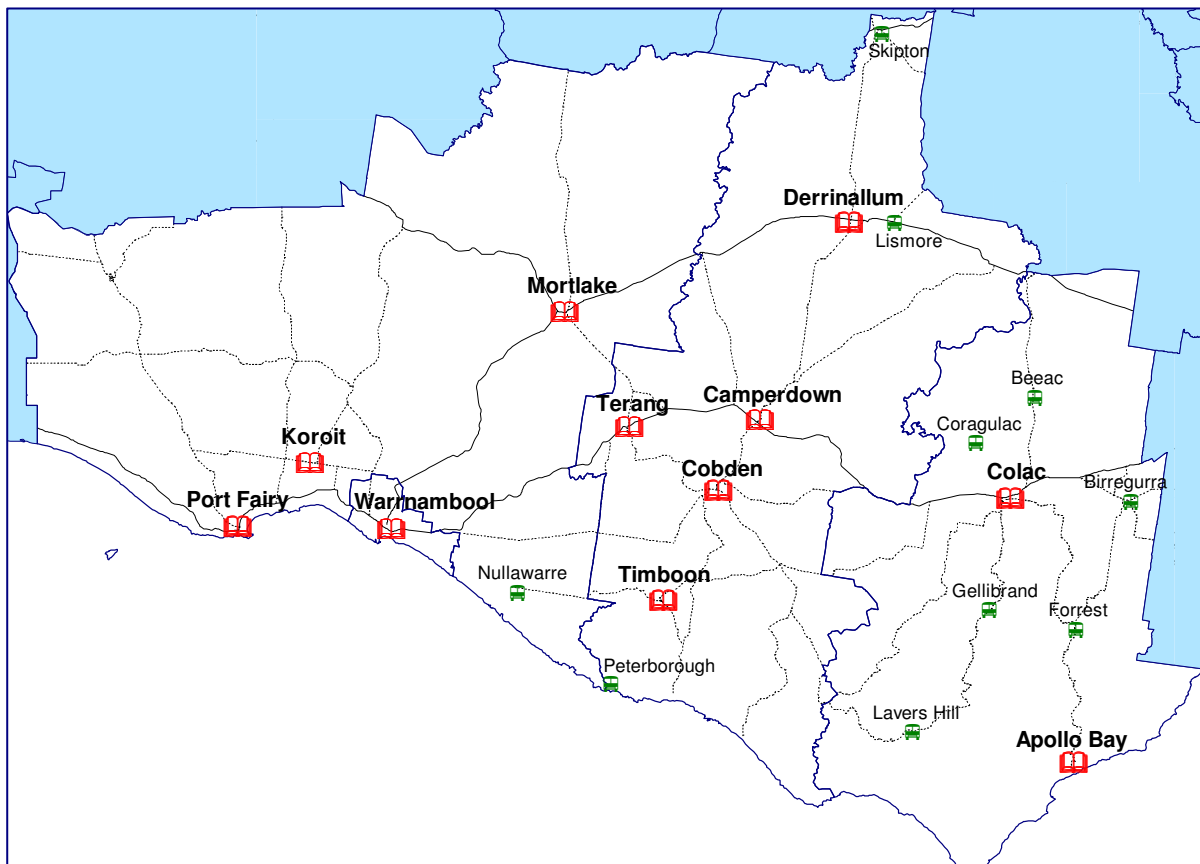 Skipton
Derrinallum
Lismore
Mortlake
Beeac
Camperdown
Terang
Coragulac
Koroit
Cobden
Colac
Birregurra
Port Fairy
Warrnambool
Nullawarre
Timboon
Gellibrand
Forrest
Peterborough
Lavers Hill
Apollo Bay